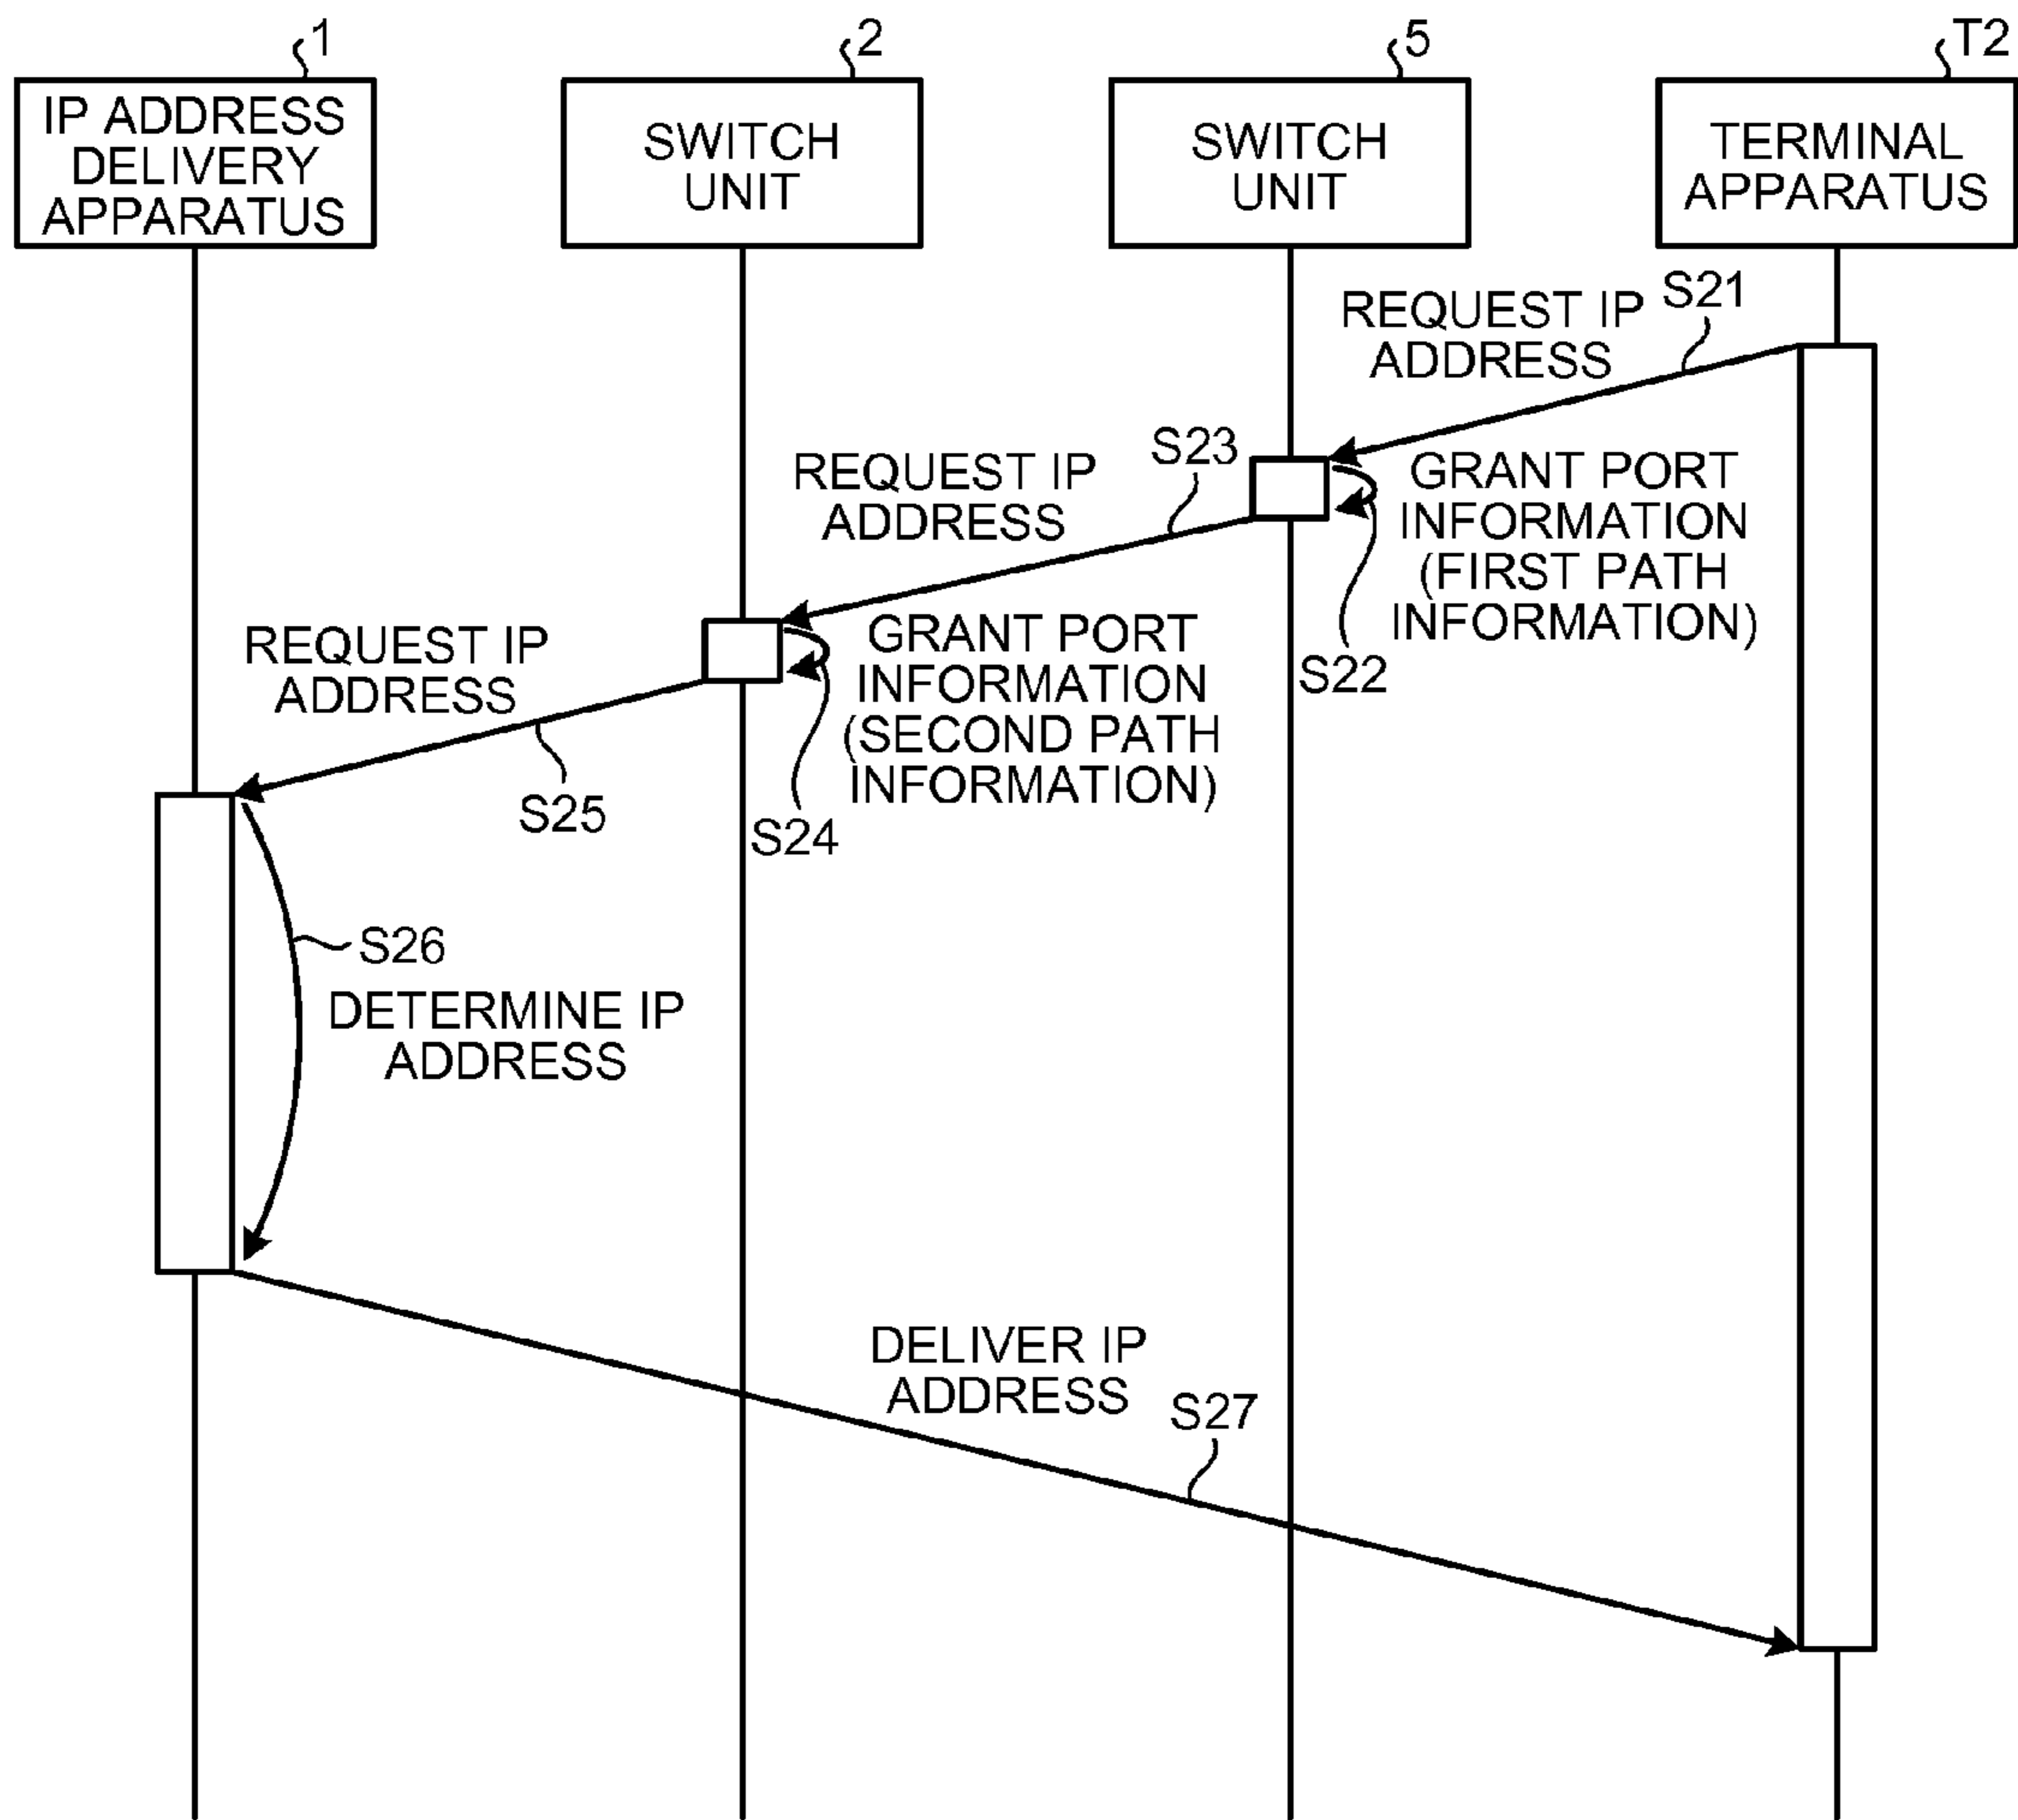 1
2
5
T2
IP ADDRESS
DELIVERY
APPARATUS
SWITCH
UNIT
SWITCH
UNIT
TERMINAL
APPARATUS
REQUEST IP
ADDRESS
S21
GRANT PORT
INFORMATION
(FIRST PATH
INFORMATION)
S22
REQUEST IP
ADDRESS
S23
GRANT PORT
INFORMATION
(SECOND PATH
INFORMATION)
S24
REQUEST IP
ADDRESS
S25
S26
DETERMINE IP
ADDRESS
DELIVER IP
ADDRESS
S27